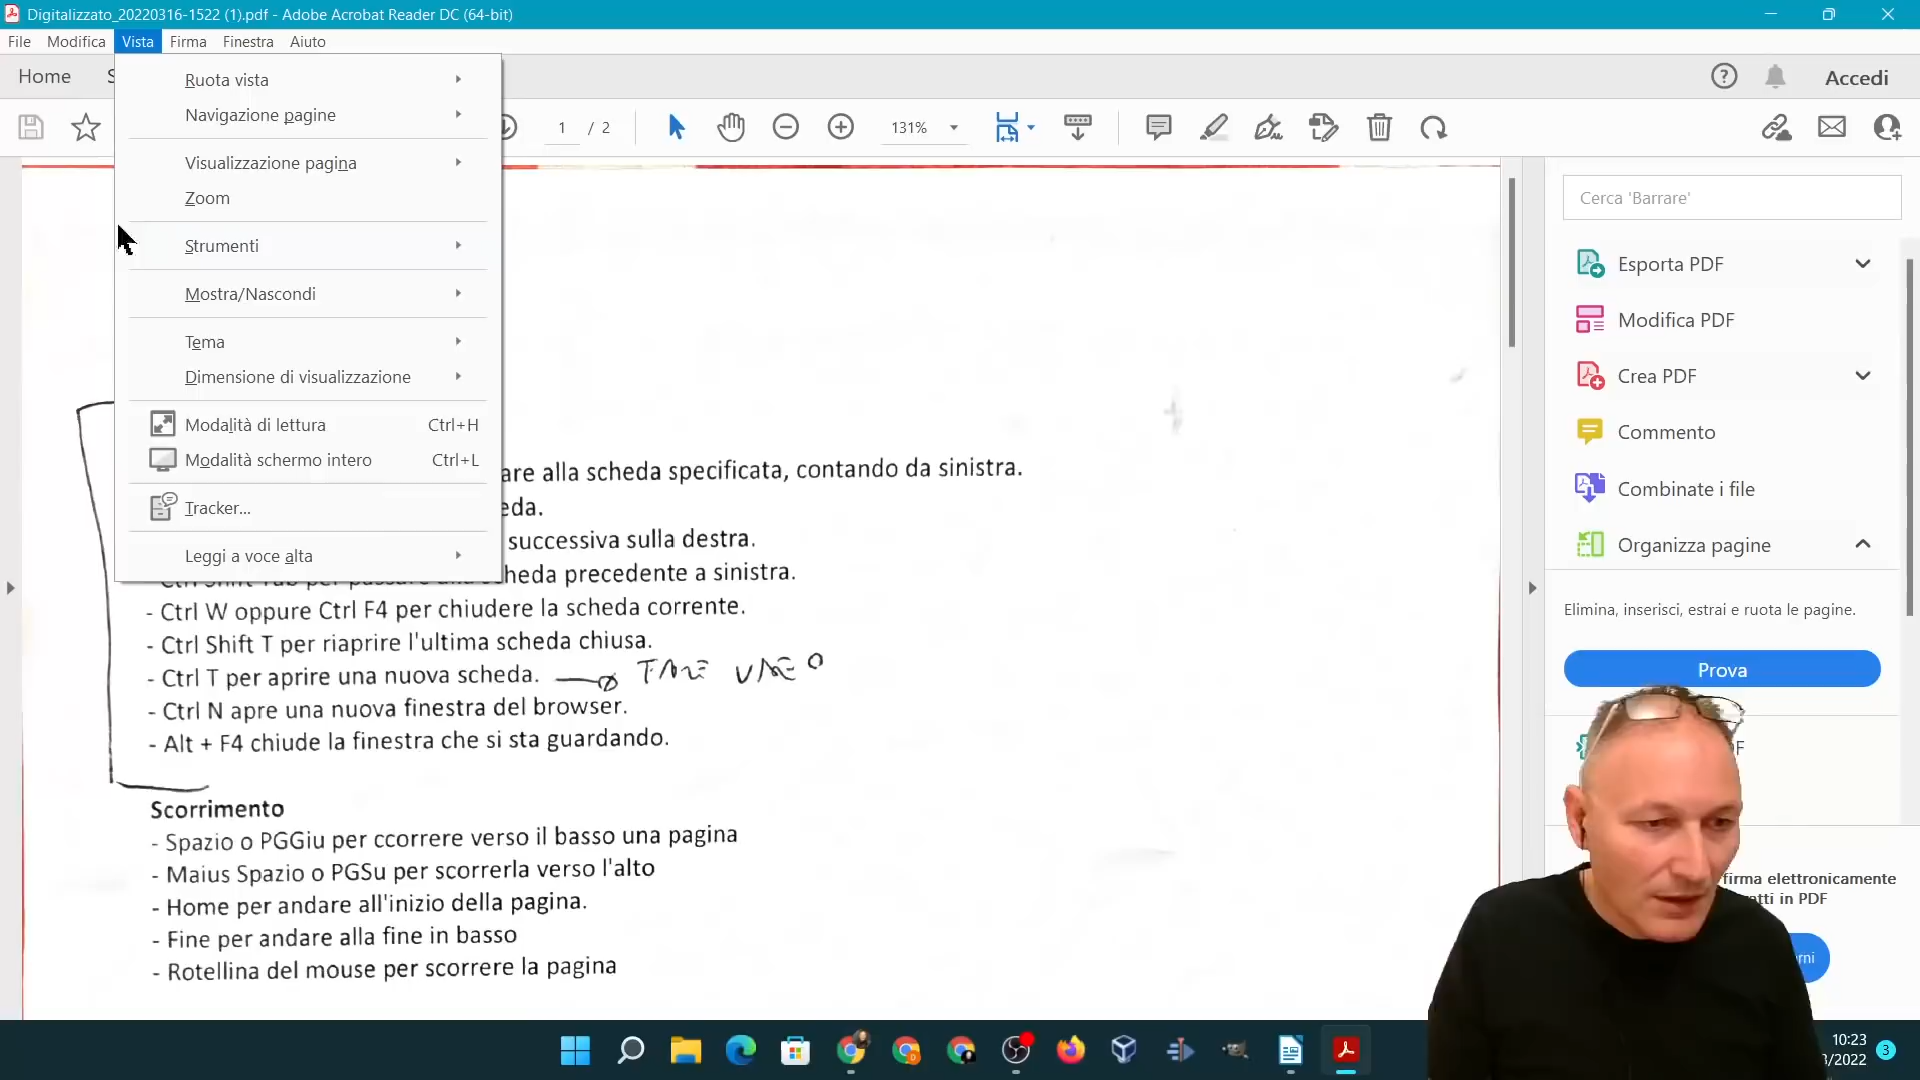 Digitalizzato_20220316-1522 (1).pdf - Adobe Acrobat Reader DC (64-bit)
File Modifica Vista Firma Finestra Aiuto
Home S
Accedi
1 / 2
131%
Ruota vista
Navigazione pagine
Visualizzazione pagina
Zoom
Strumenti
Mostra/Nascondi
Tema
Dimensione di visualizzazione
Modalità di lettura Ctrl+H
Modalità schermo intero Ctrl+L
Tracker...
Leggi a voce alta
are alla scheda specificata, contando da sinistra.
eda.
successiva sulla destra.
heda precedente a sinistra.
- Ctrl W oppure Ctrl F4 per chiudere la scheda corrente.
- Ctrl Shift T per riaprire l'ultima scheda chiusa.
- Ctrl T per aprire una nuova scheda.
- Ctrl N apre una nuova finestra del browser.
- Alt + F4 chiude la finestra che si sta guardando.
Scorrimento
- Spazio o PGGiu per ccorrere verso il basso una pagina
- Maius Spazio o PGSu per scorrerla verso l'alto
- Home per andare all'inizio della pagina.
- Fine per andare alla fine in basso
- Rotellina del mouse per scorrere la pagina
Cerca 'Barrare'
Esporta PDF
Modifica PDF
Crea PDF
Commento
Combinate i file
Organizza pagine
Elimina, inserisci, estrai e ruota le pagine.
Prova
firma elettronicamente
tti in PDF
rni
10:23
3/2022
3